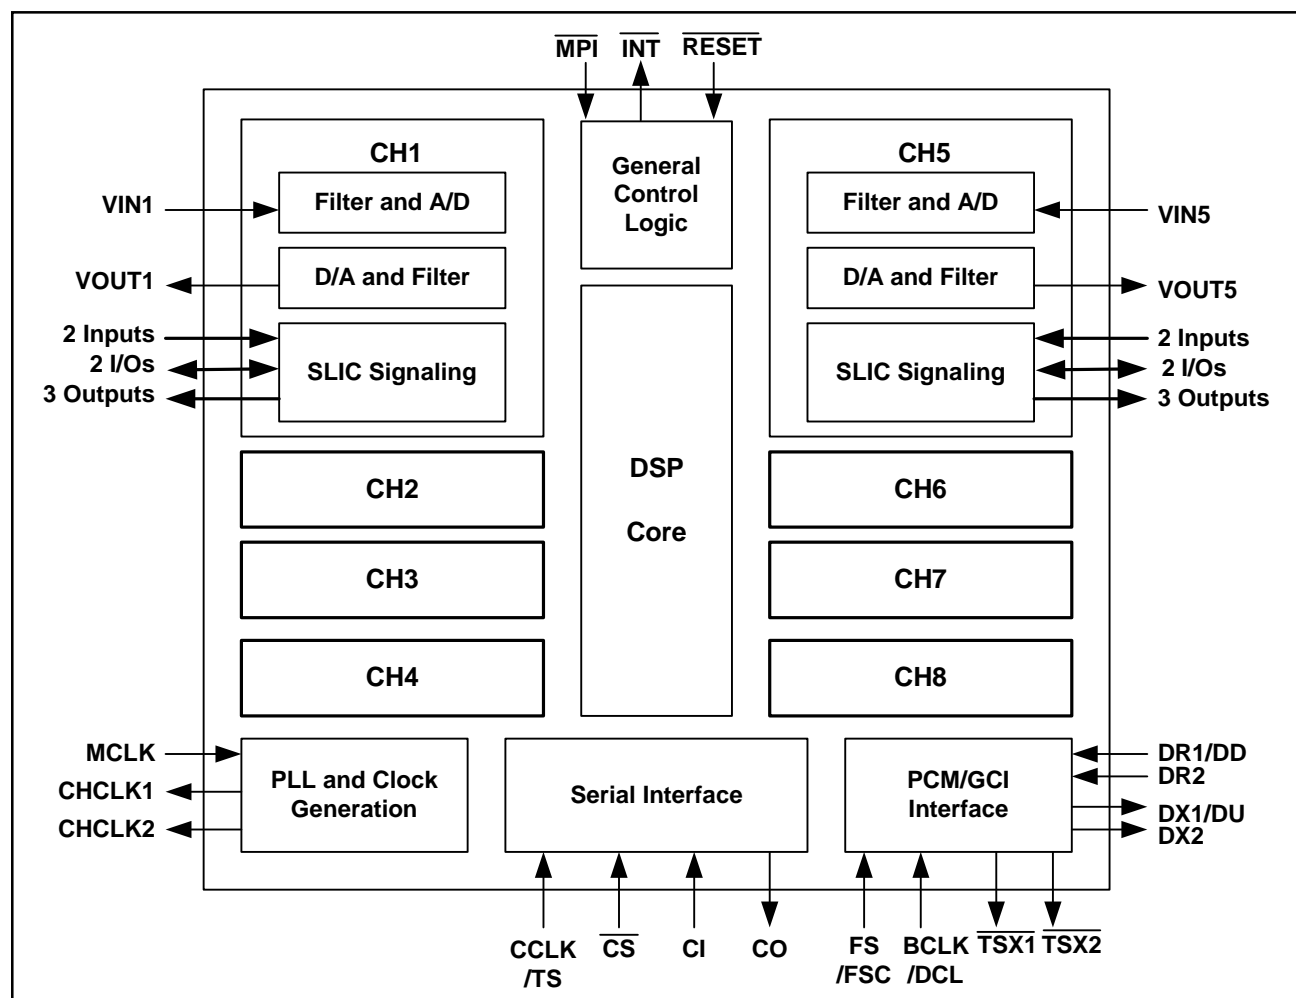 MPI INT RESET
CH1
General
Control
Logic
CH5
VIN1
Filter and A/D
Filter and A/D
VIN5
VOUT1
D/A and Filter
D/A and Filter
VOUT5
2 Inputs
2 I/Os
3 Outputs
SLIC Signaling
SLIC Signaling
2 Inputs
2 I/Os
3 Outputs
DSP
Core
CH2
CH6
CH3
CH7
CH4
CH8
MCLK
CHCLK1
CHCLK2
PLL and Clock
Generation
Serial Interface
PCM/GCI
Interface
DR1/DD
DR2
DX1/DU
DX2
CCLK
/TS
CS
CI
CO
FS
/FSC
BCLK
/DCL
TSX1
TSX2